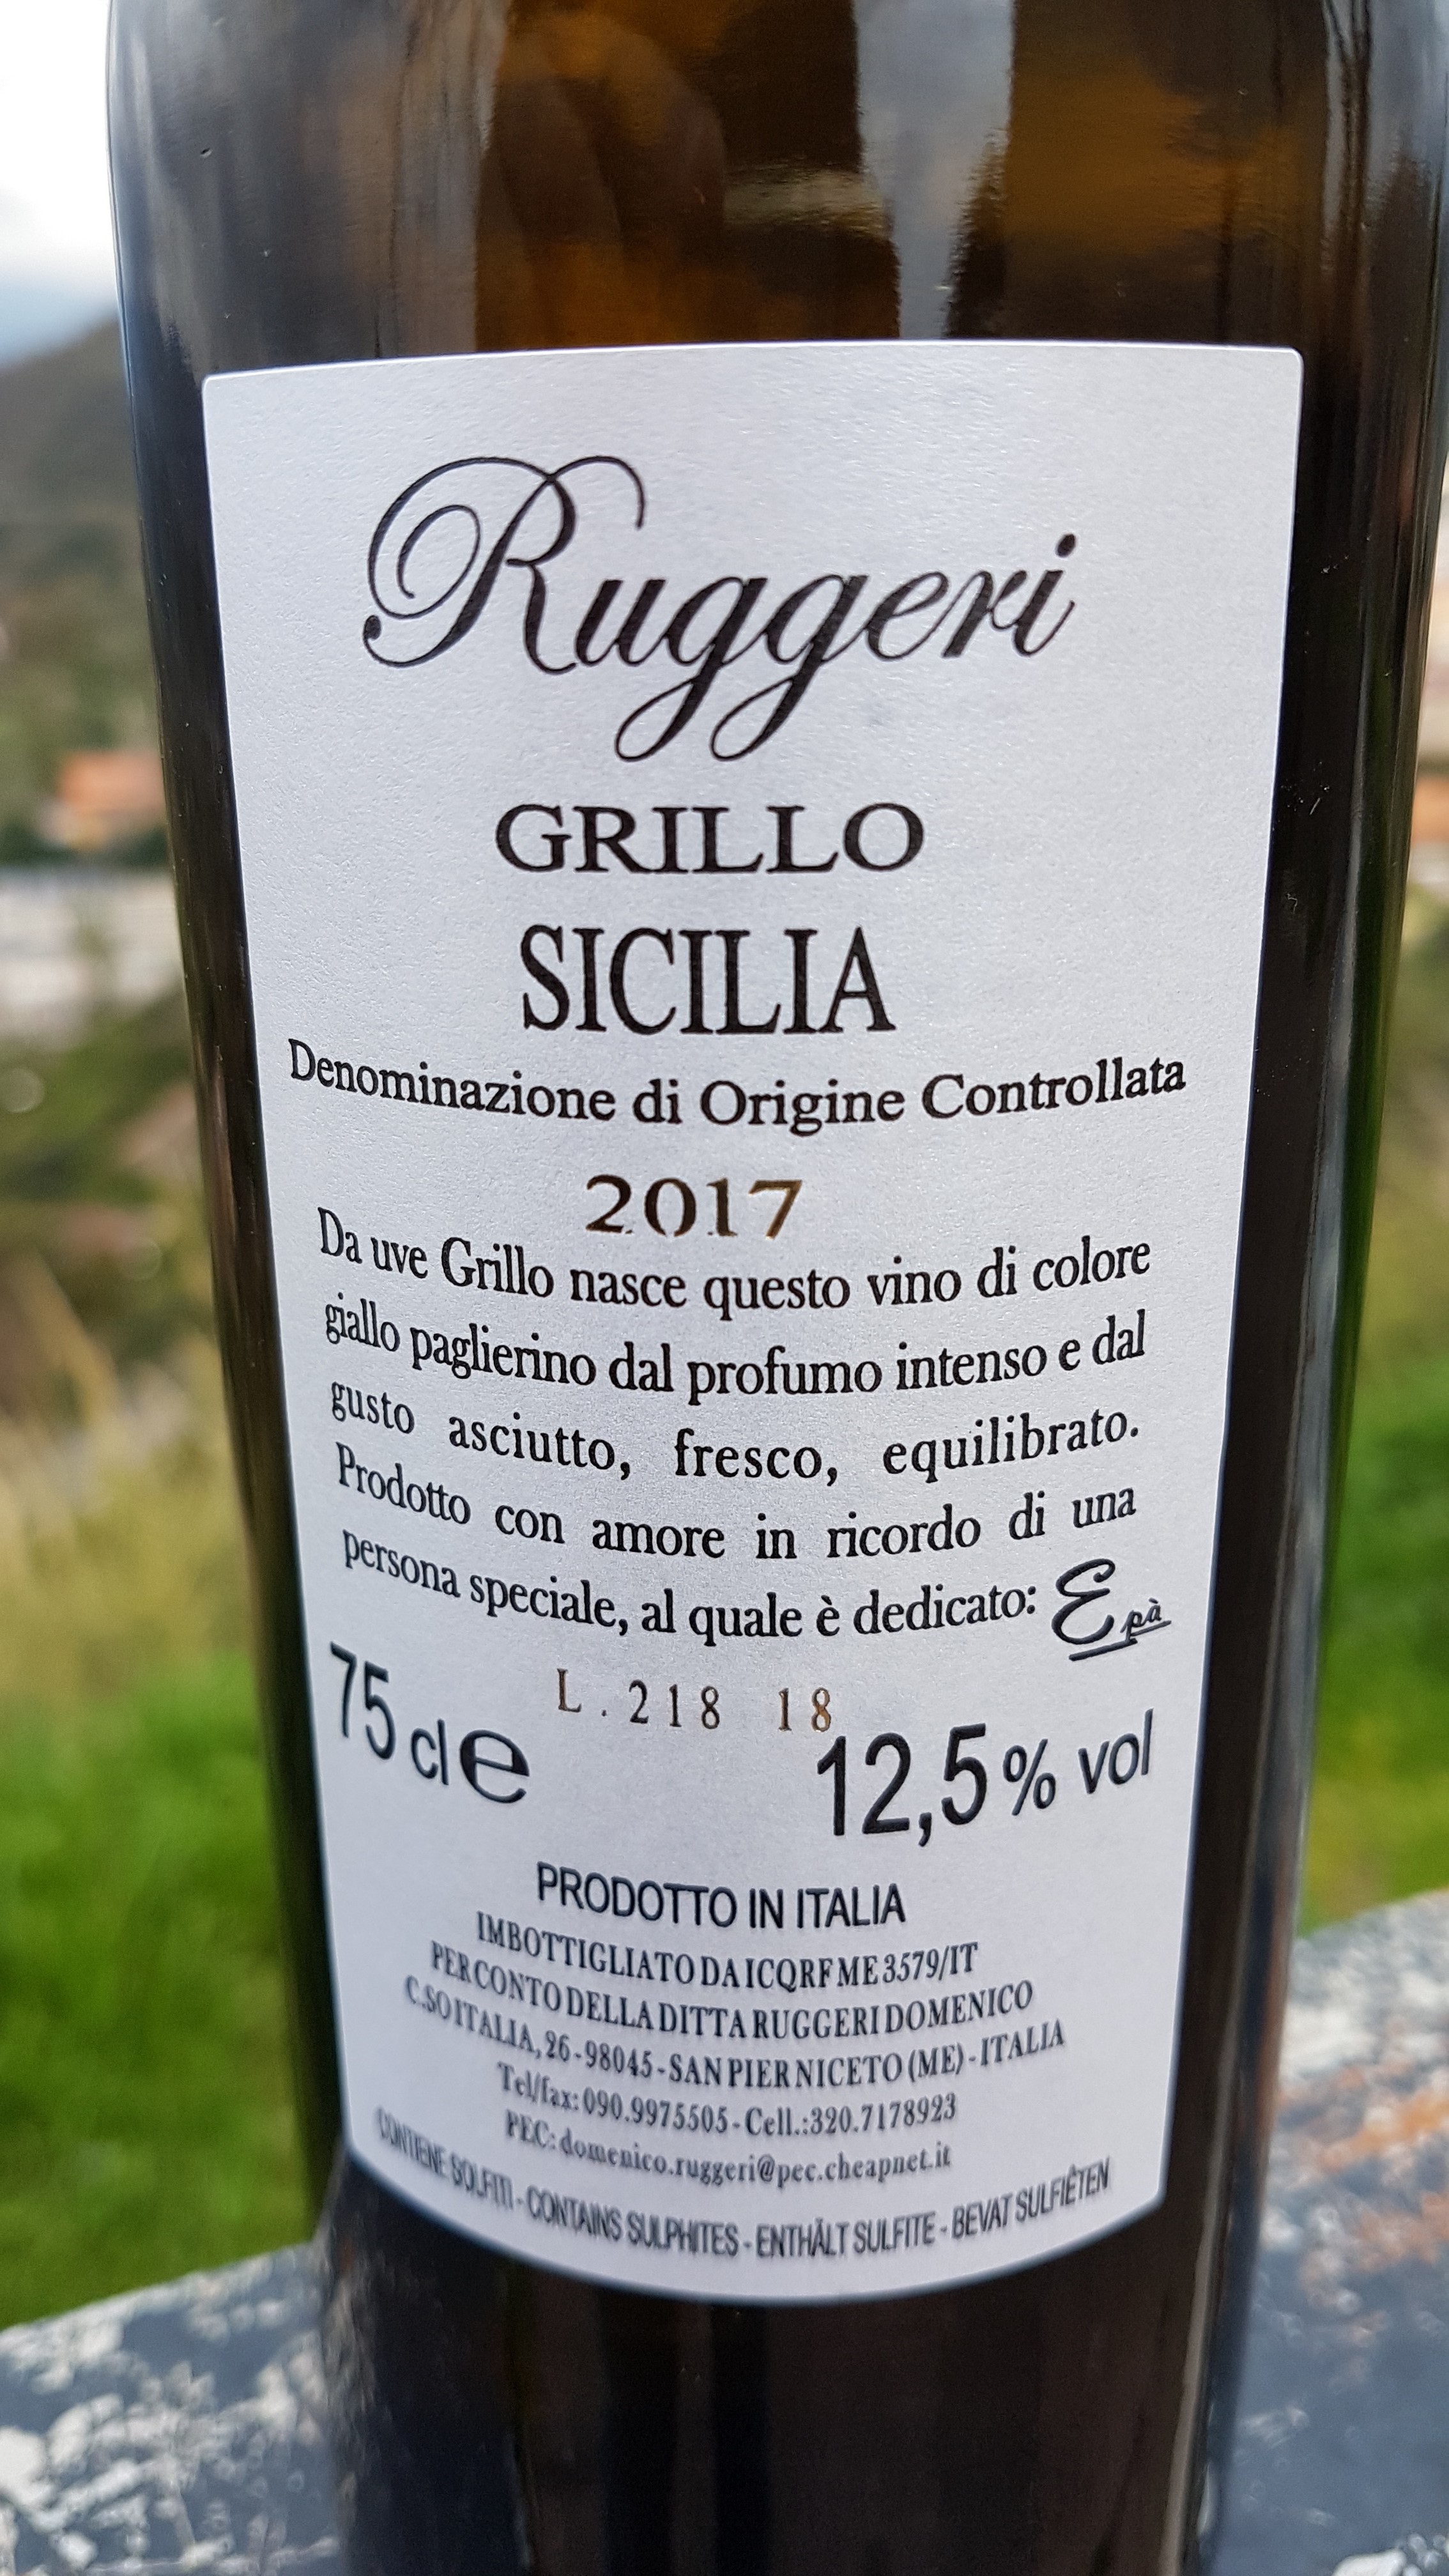 Ruggeri
GRILLO
SICILIA
Denominazione di Origine Controllata
2017
Da uve Grillo nasce questo vino di colore
giallo paglierino dal profumo intenso e dal
gusto asciutto, fresco, equilibrato.
Prodotto con amore in ricordo di una
persona speciale, al quale è dedicato: Epà
L.218 18
75 cl e 12,5% vol
PRODOTTO IN ITALIA
IMBOTTIGLIATO DA ICQRF ME 3579/IT
PER CONTO DELLA DITTA RUGGERI DOMENICO
C.SO ITALIA, 26 - 98045 - SAN PIER NICETO (ME) - ITALIA
Tel/fax: 090.9975505 - Cell.:320.7178923
PEC: domenico.ruggeri@pec.cheapnet.it
CONTIENE SOLFITI - CONTAINS SULPHITES - ENTHÄLT SULFITE - BEVAT SULFIËTEN